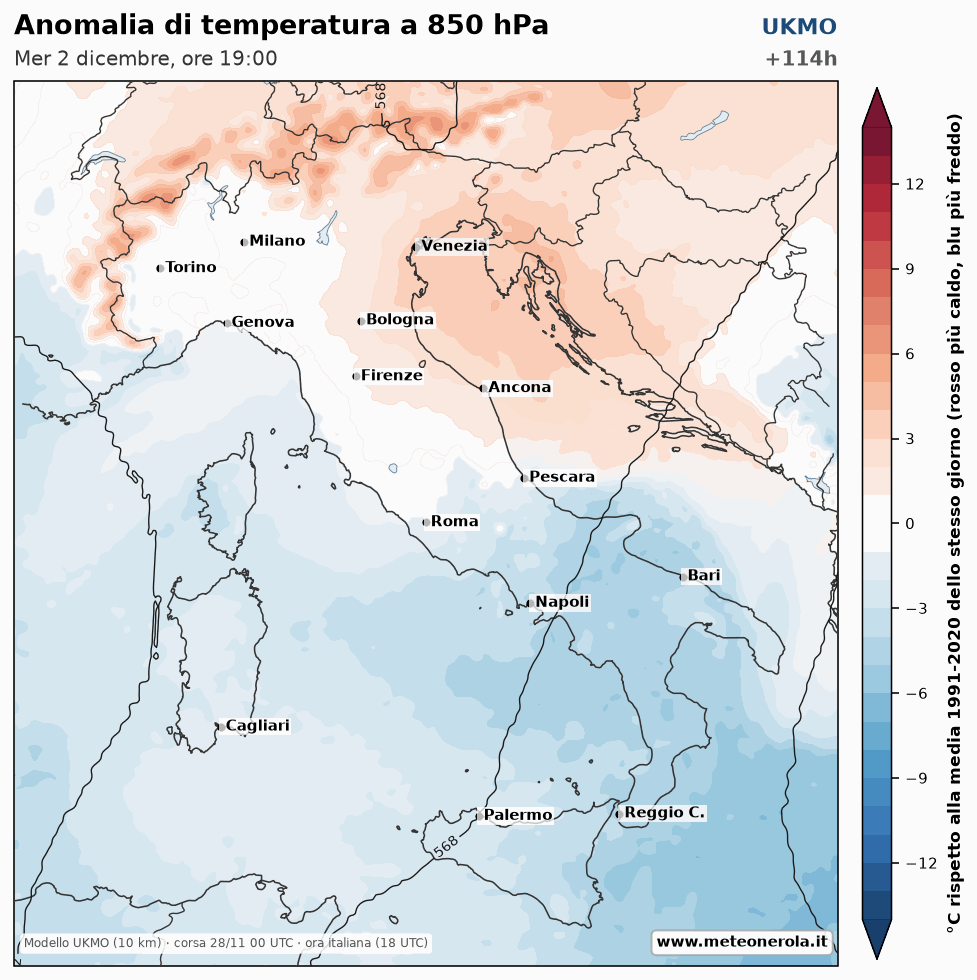 Anomalia di temperatura a 850 hPa
UKMO
Mer 2 dicembre, ore 19:00
+114h
568
Milano
Venezia
Torino
Genova
Bologna
Firenze
Ancona
Pescara
Roma
Bari
Napoli
Cagliari
Palermo
Reggio C.
568
12
9
6
3
0
−3
−6
−9
−12
°C rispetto alla media 1991-2020 dello stesso giorno (rosso più caldo, blu più freddo)
Modello UKMO (10 km) · corsa 28/11 00 UTC · ora italiana (18 UTC)
www.meteonerola.it